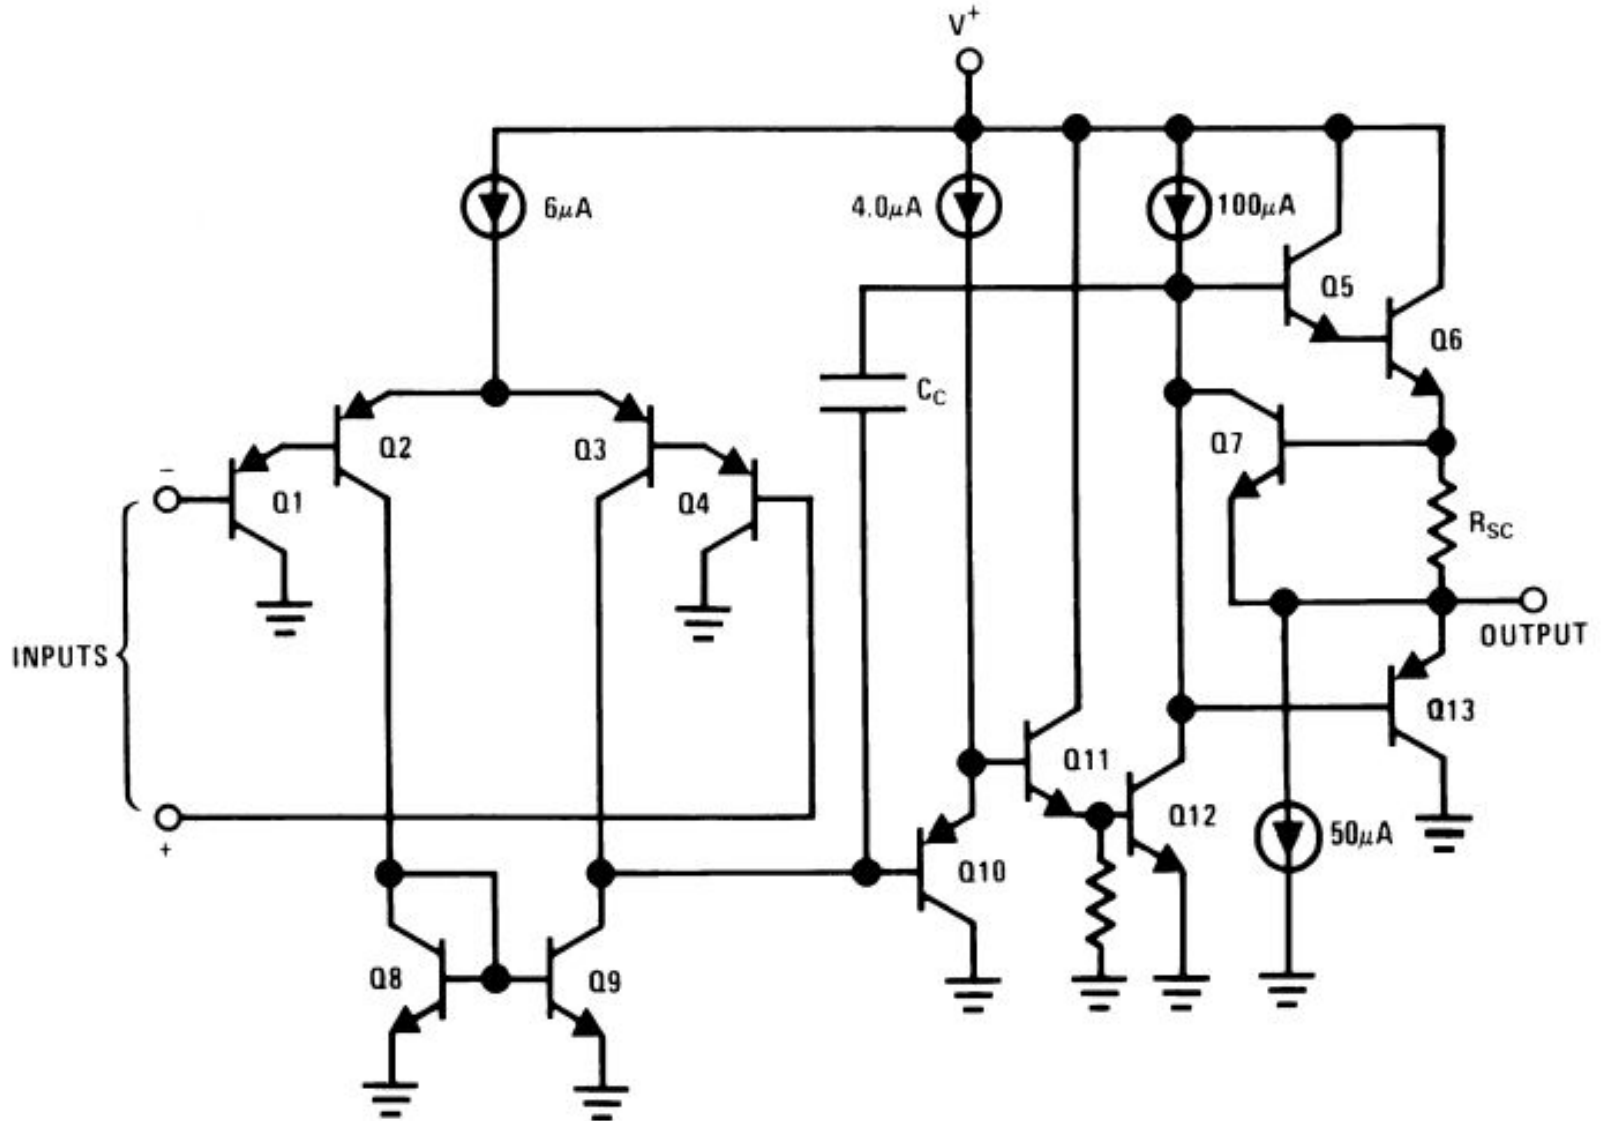 V+
6µA
4.0µA
100µA
Q5
Q6
CC
Q2
Q3
Q7
−
Q1
Q4
RSC
OUTPUT
INPUTS
Q13
Q11
+
Q12
50µA
Q10
Q8
Q9